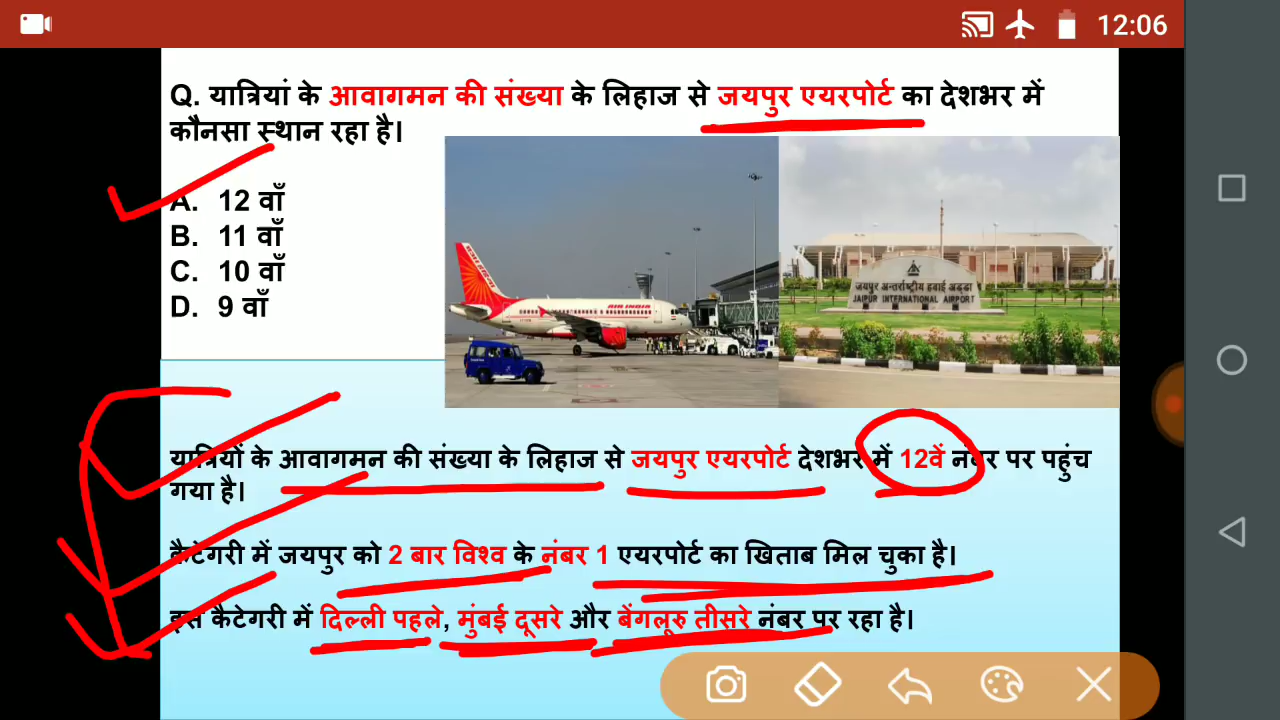 12:06
Q. यात्रियां के आवागमन की संख्या के लिहाज से जयपुर एयरपोर्ट का देशभर में
कौनसा स्थान रहा है।
A. 12 वाँ
B. 11 वाँ
C. 10 वाँ
D. 9 वाँ
AIR INDIA
जयपुर अन्तर्राष्ट्रीय हवाई अड्डा
JAIPUR INTERNATIONAL AIRPORT
यात्रियों के आवागमन की संख्या के लिहाज से जयपुर एयरपोर्ट देशभर में 12वें नंबर पर पहुंच
गया है।
कैटेगरी में जयपुर को 2 बार विश्व के नंबर 1 एयरपोर्ट का खिताब मिल चुका है।
इस कैटेगरी में दिल्ली पहले, मुंबई दूसरे और बेंगलूरु तीसरे नंबर पर रहा है।